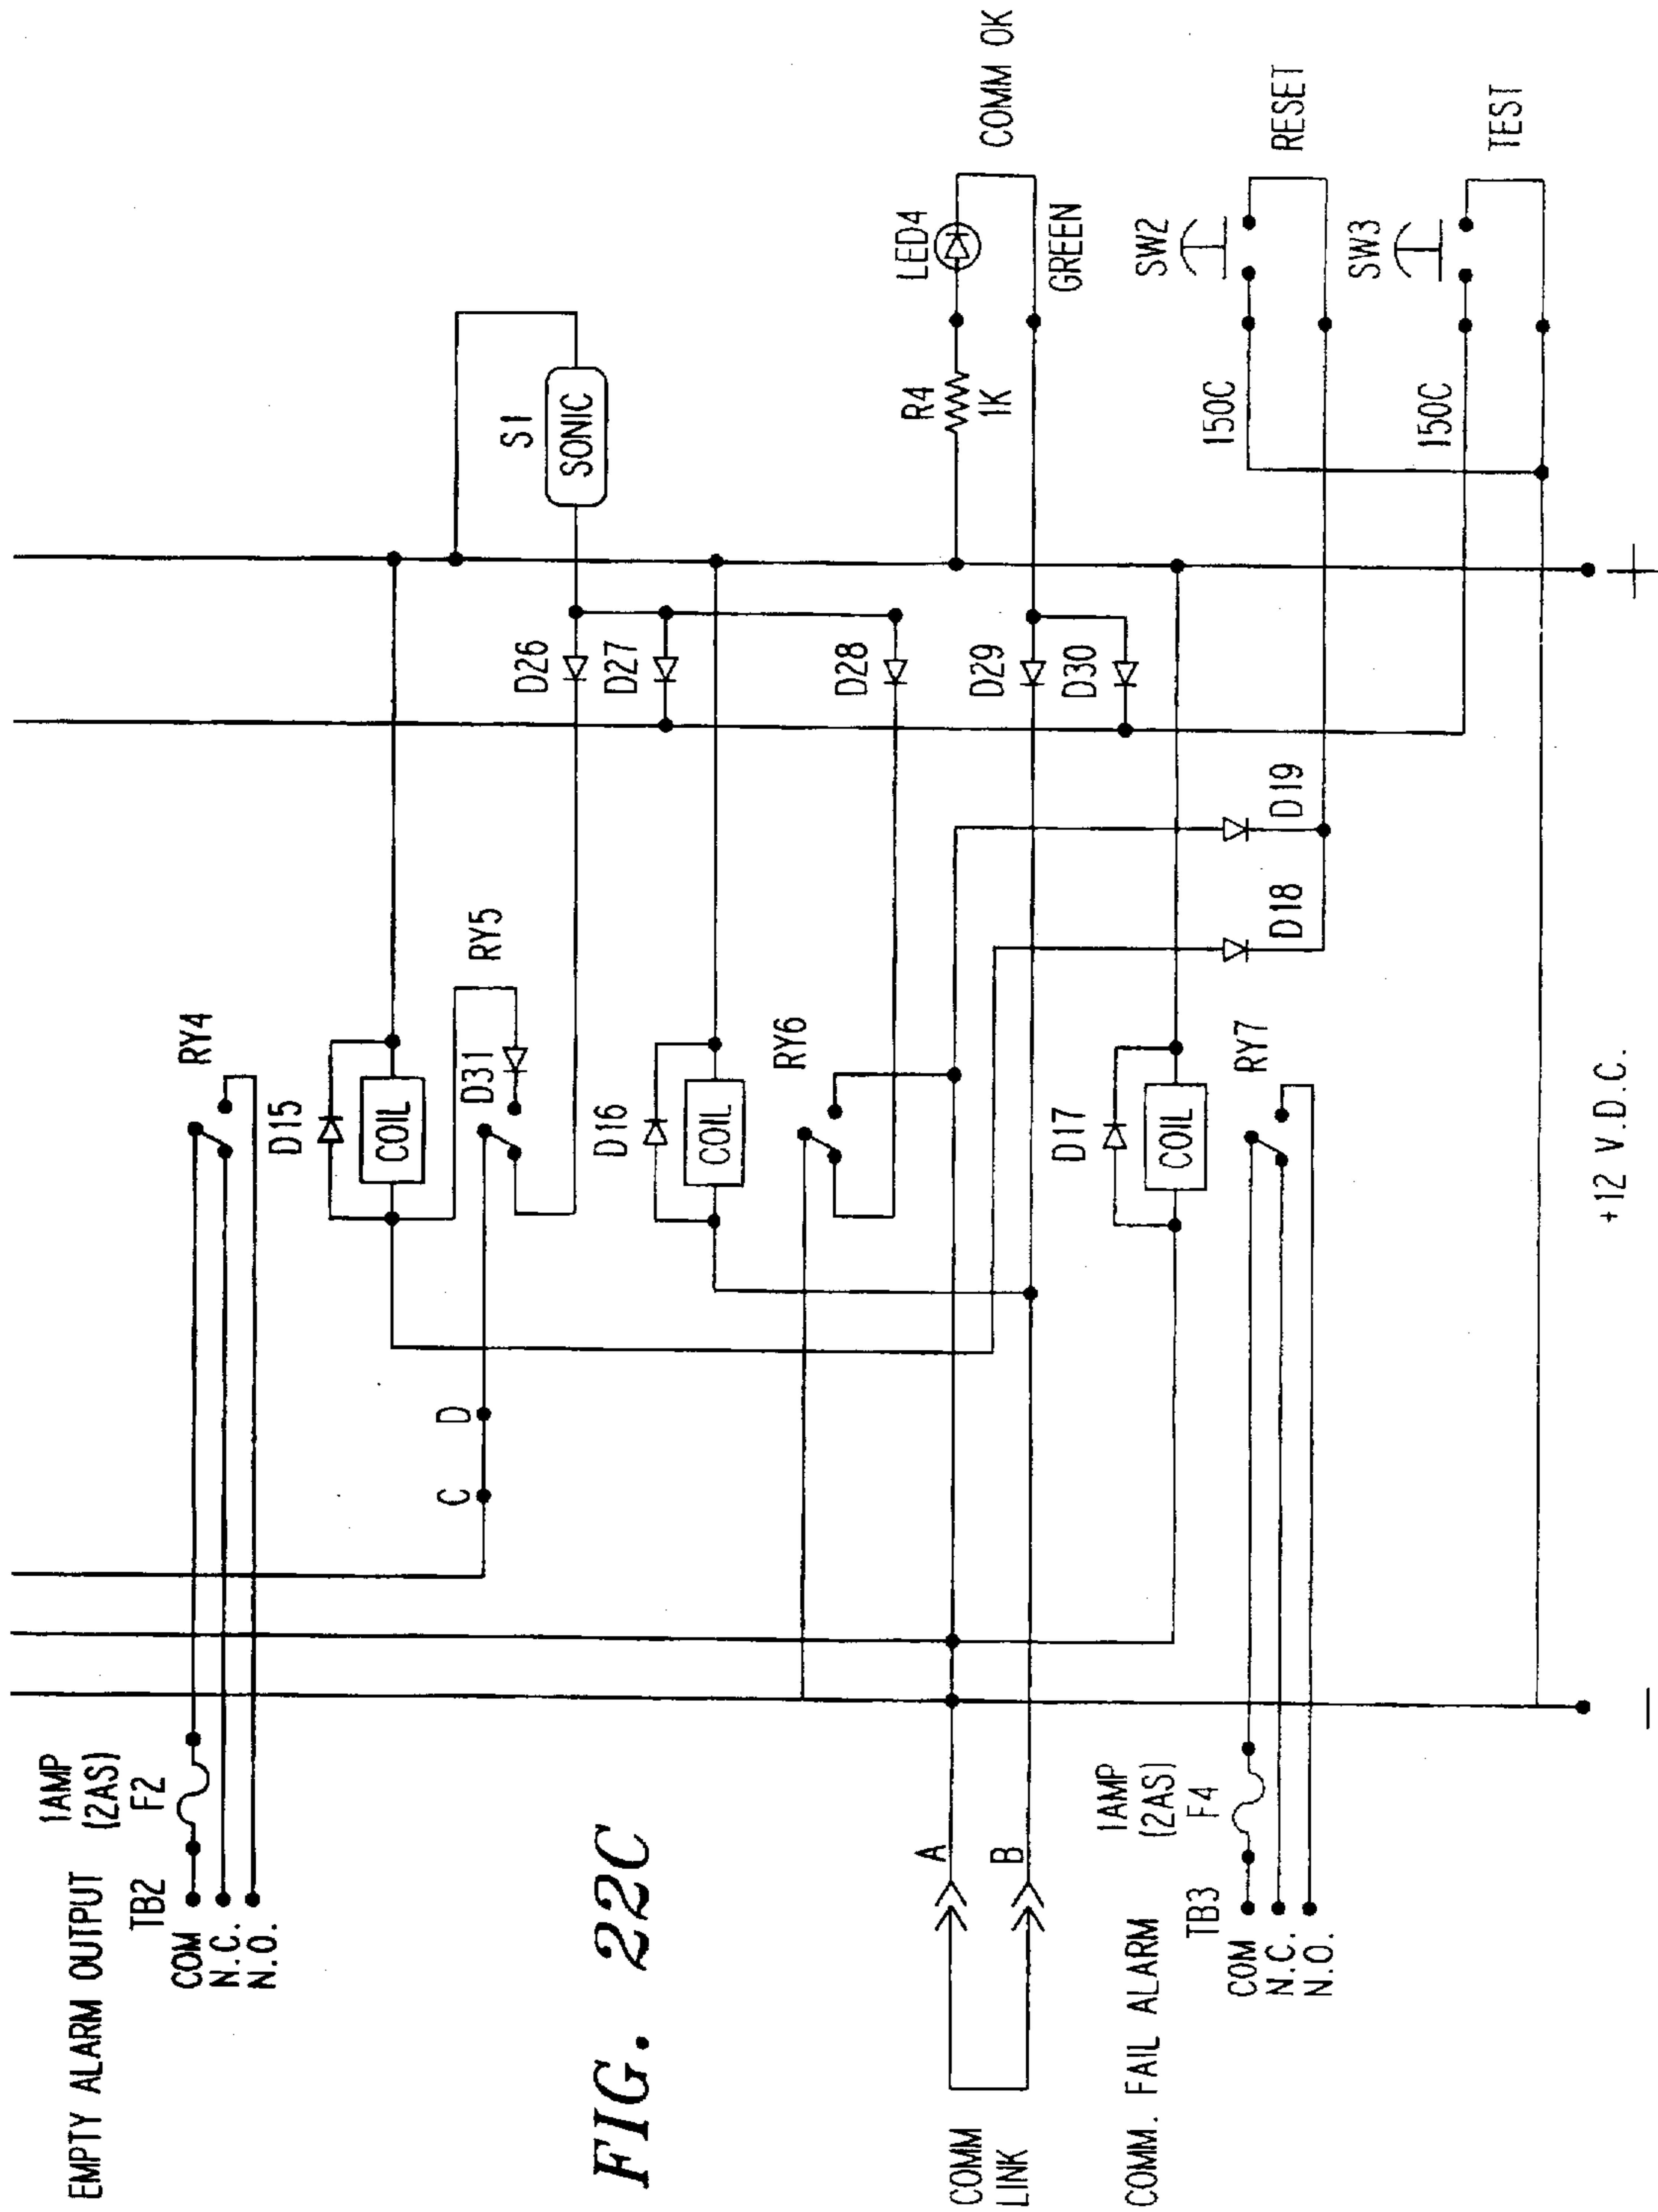 EMPTY ALARM OUTPUT
1AMP
(2AS)
F2
TB2
COM
N.C.
N.O.
RY4
D15
COIL
RY5
D31
C
D
S1
SONIC
D26
D27
D16
COIL
RY6
D28
FIG. 22C
LED4
R4
1K
COMM OK
GREEN
D29
D30
COMM
LINK
A
B
COMM. FAIL ALARM
1AMP
(2AS)
F4
TB3
COM
N.C.
N.O.
D17
COIL
RY7
D18
D19
SW2
150C
RESET
SW3
150C
TEST
+12 V.D.C.
+
−